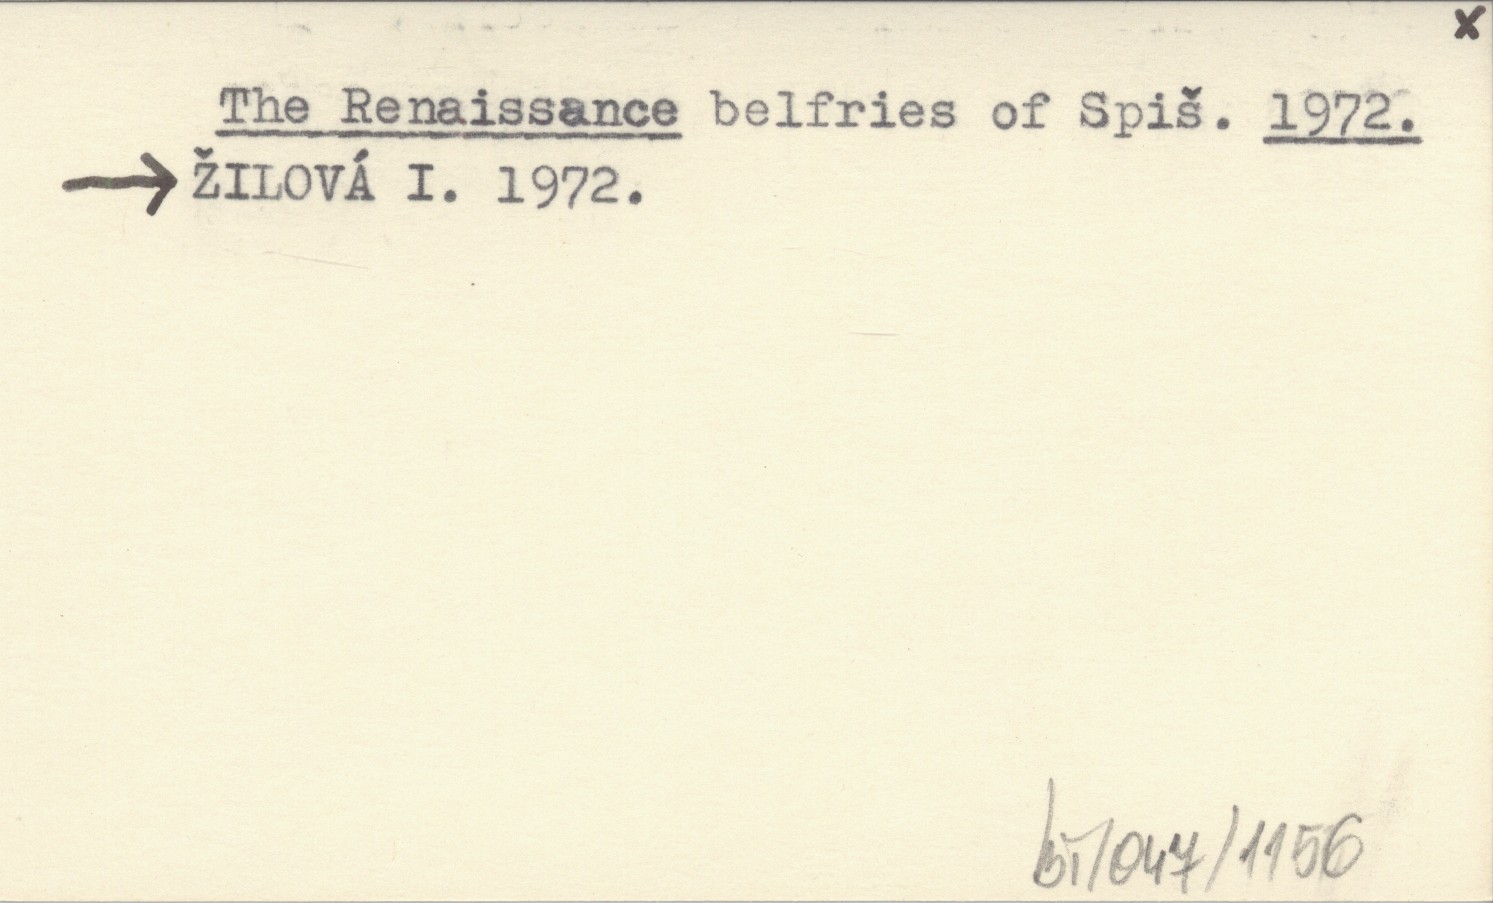 x
The Renaissance belfries of Spiš. 1972.
→ ŽILOVÁ I. 1972.
bi/047/1156